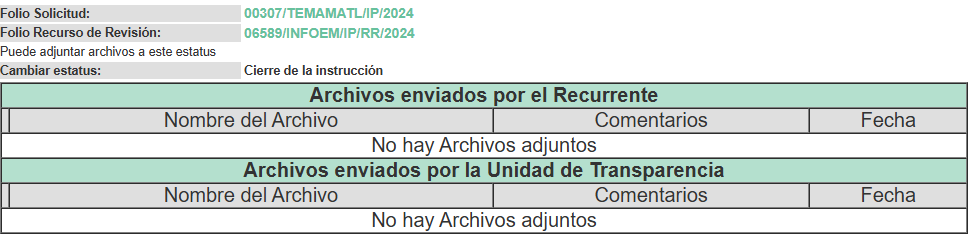 Folio Solicitud: 00307/TEMAMATL/IP/2024
Folio Recurso de Revisión: 06589/INFOEM/IP/RR/2024
Puede adjuntar archivos a este estatus
Cambiar estatus: Cierre de la instrucción
Archivos enviados por el Recurrente
Nombre del Archivo Comentarios Fecha
No hay Archivos adjuntos
Archivos enviados por la Unidad de Transparencia
Nombre del Archivo Comentarios Fecha
No hay Archivos adjuntos